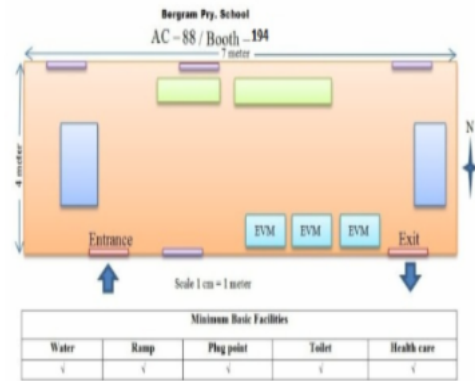 Bergram Pry. School
AC – 88 / Booth – 194
7 meter
4 meter
N
EVM EVM EVM
Entrance Exit
Scale 1 cm = 1 meter
Minimum Basic Facilities
Water Ramp Plug point Toilet Health care
√ √ √ √ √